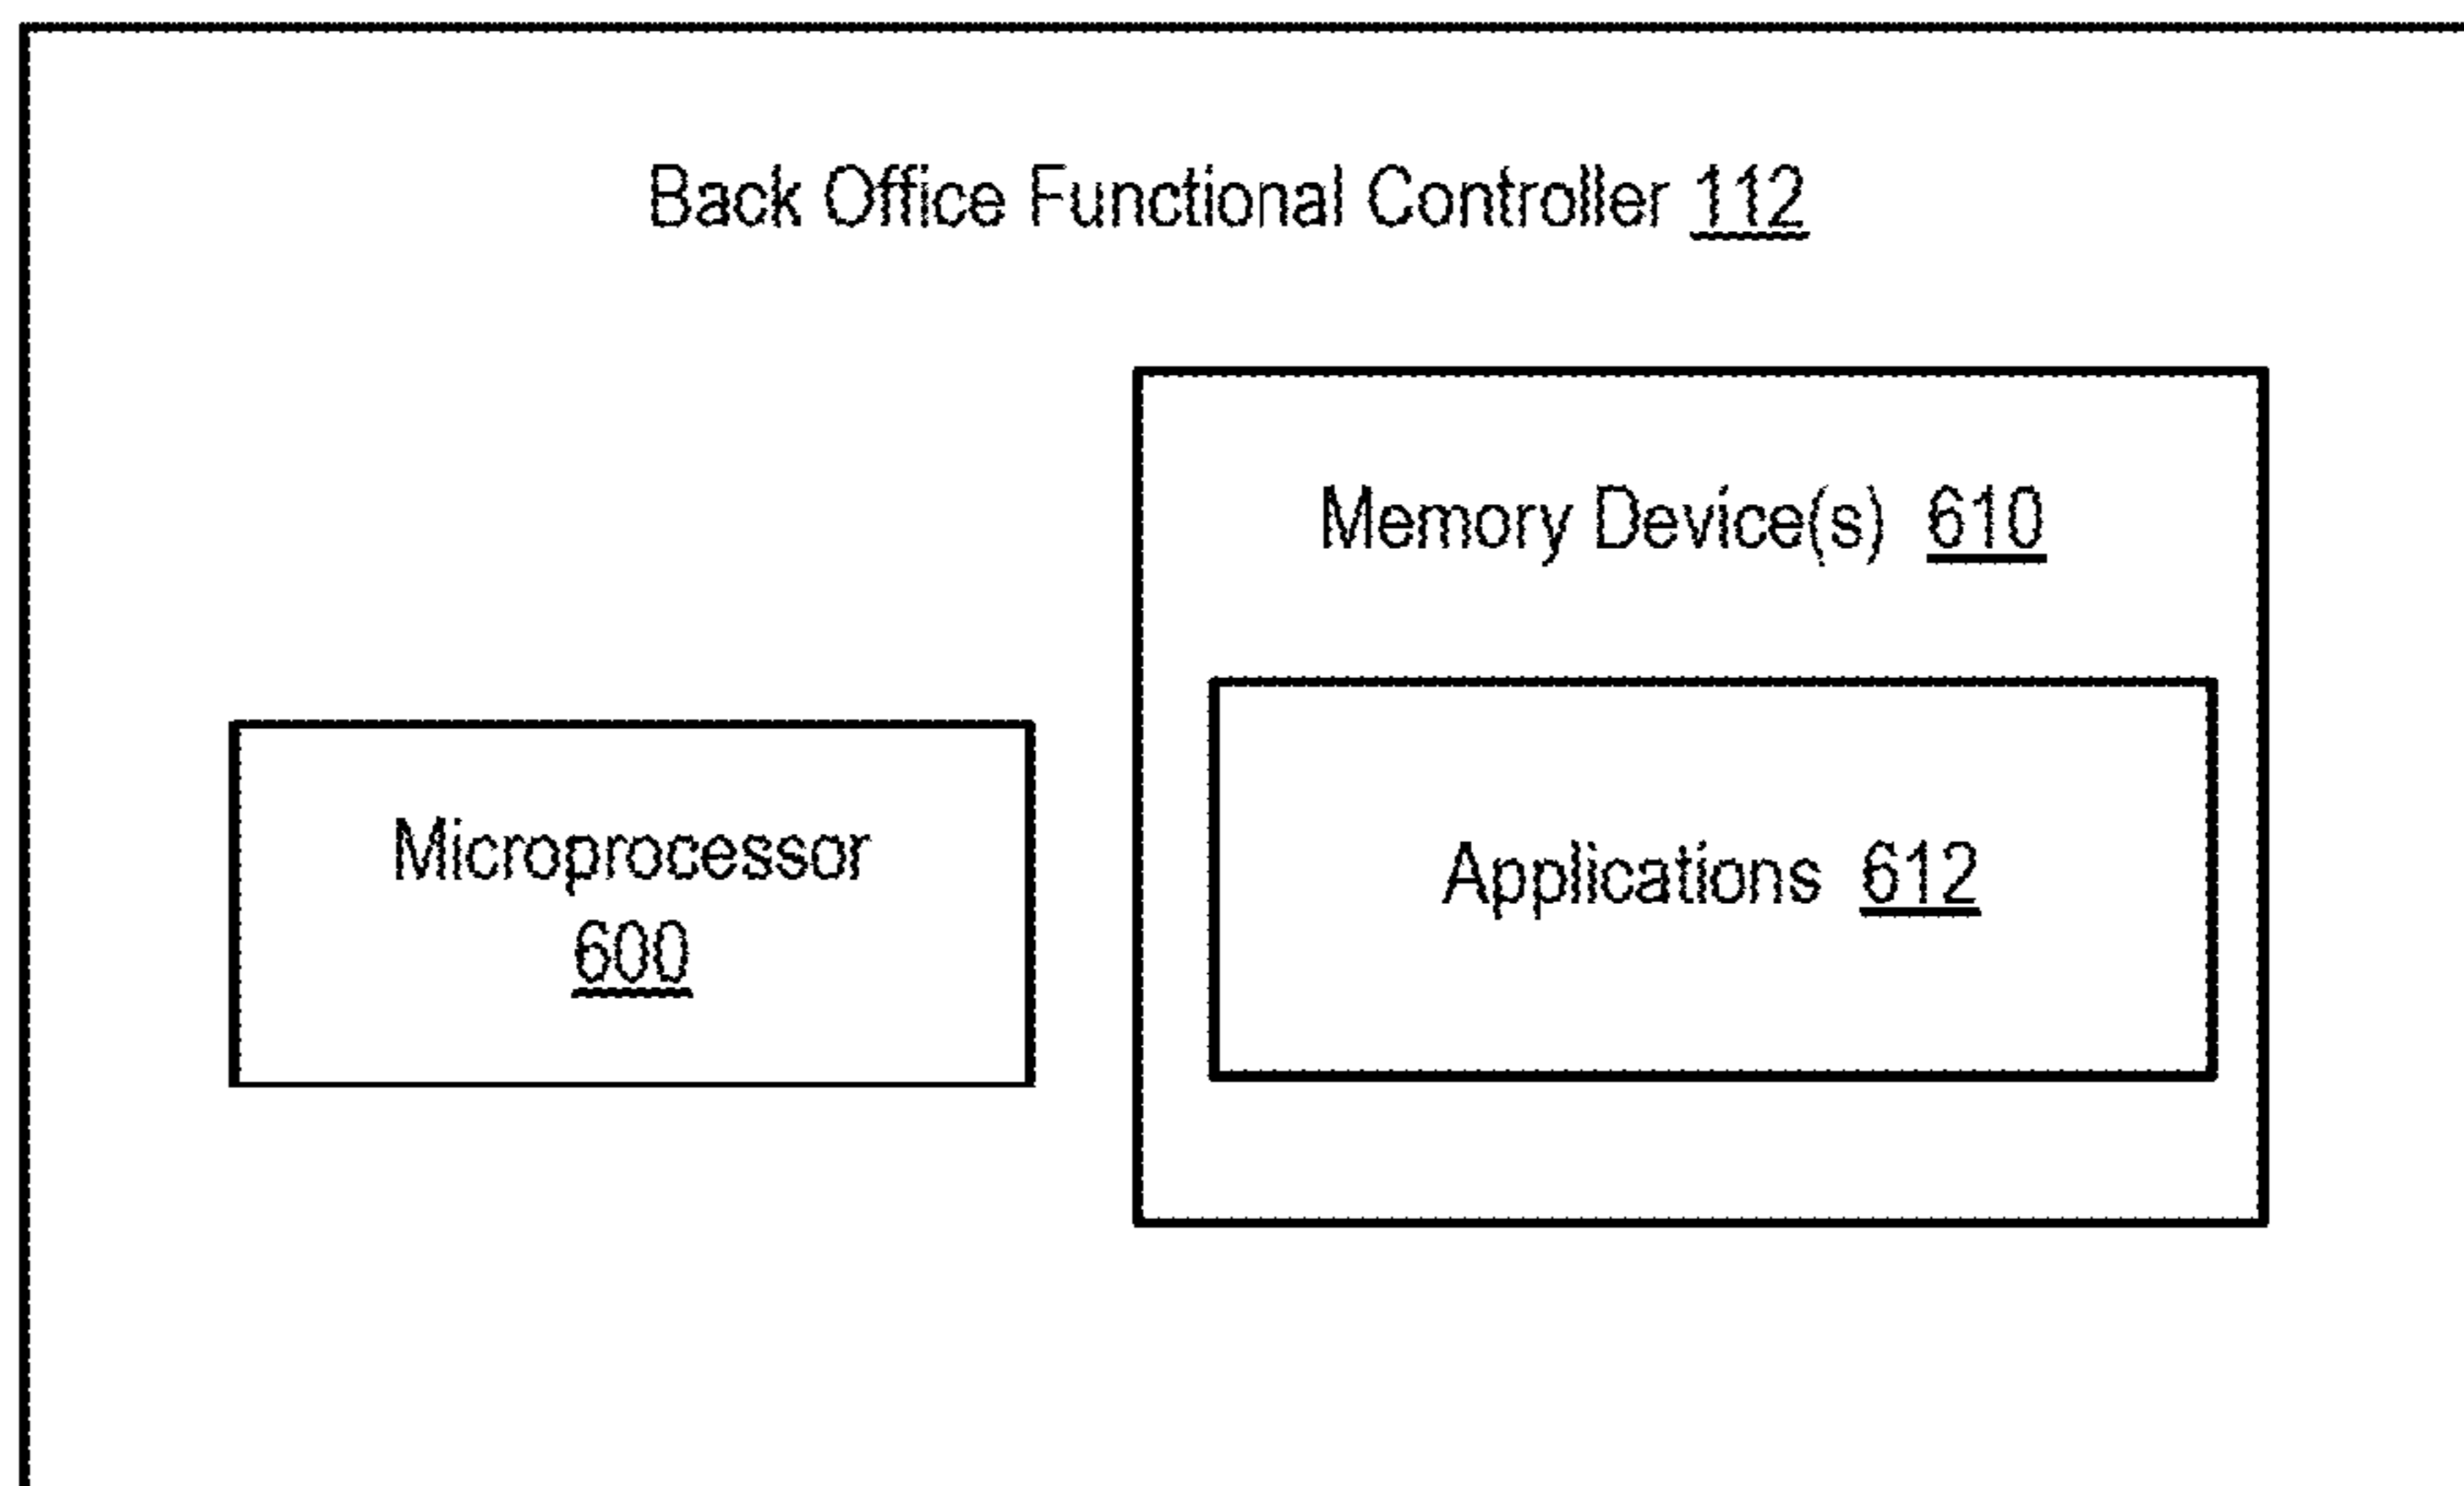 Back Office Functional Controller 112
Memory Device(s) 610
Microprocessor
600
Applications 612